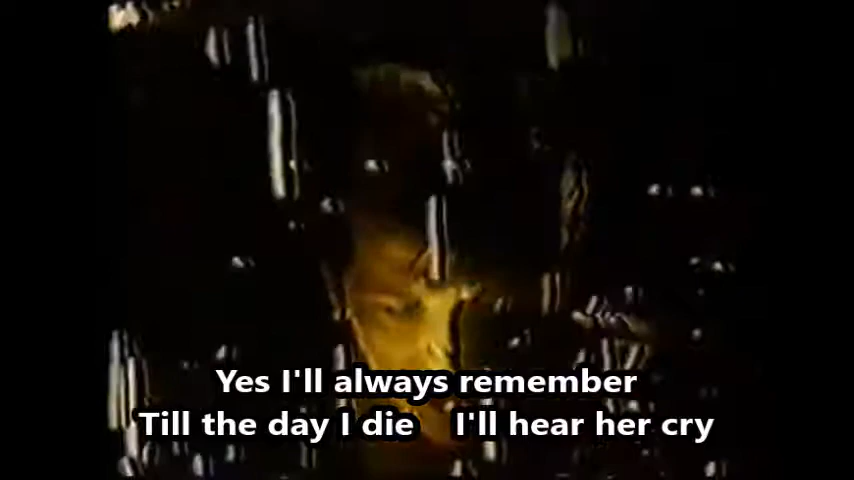 Yes I'll always remember
Till the day I die I'll hear her cry